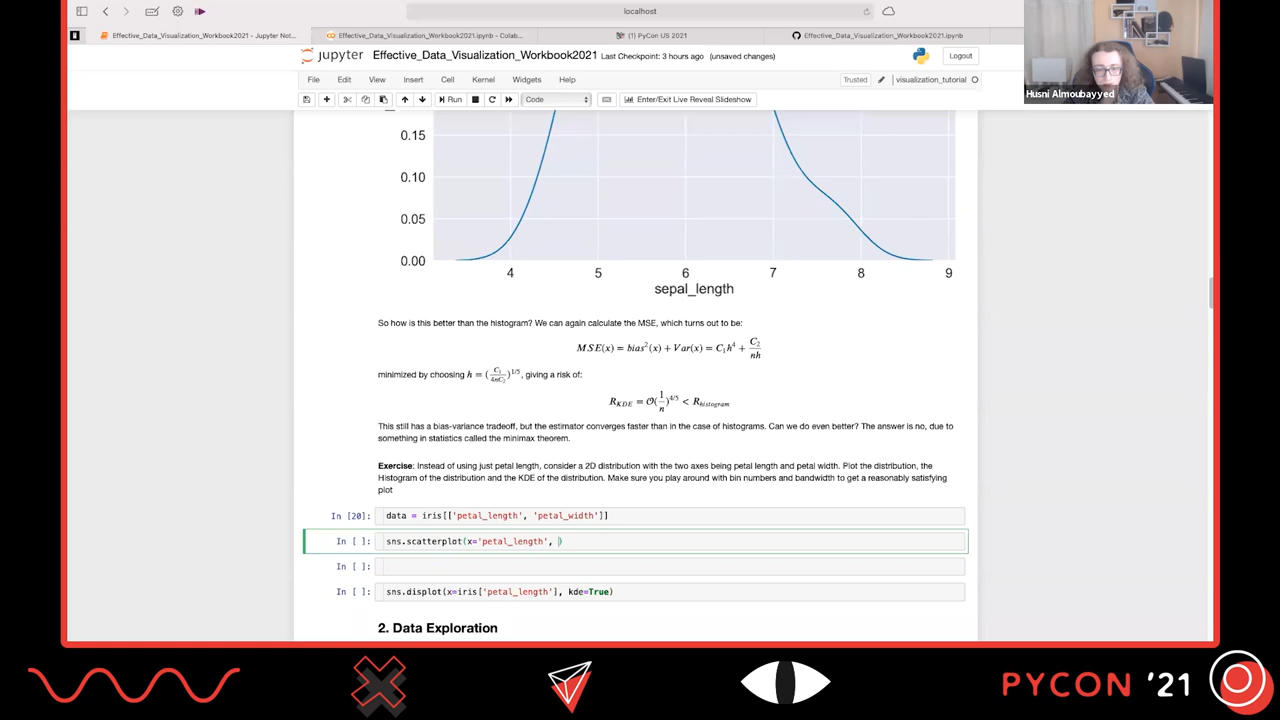 localhost
Effective_Data_Visualization_Workbook2021.ipynb - Jupyter Not...
Effective_Data_Visualization_Workbook2021.ipynb - Colab...
PyCon US 2021
Effective_Data_Visualization_Workbook2021.ipynb
jupyter Effective_Data_Visualization_Workbook2021 Last Checkpoint: 3 hours ago (unsaved changes)
Logout
File Edit View Insert Cell Kernel Widgets Help
Trusted visualization_tutorial
Run Code Enter/Exit Live Reveal Slideshow
Husni Almoubayyed
0.15
0.10
0.05
0.00
4 5 6 7 8 9
sepal_length
So how is this better than the histogram? We can again calculate the MSE, which turns out to be:
MSE(x) = bias²(x) + Var(x) = C₁h⁴ + C₂/nh
minimized by choosing h = (C₁/4nC₂)^1/5, giving a risk of:
R_KDE = 𝒪(1/n)^4/5 < R_histogram
This still has a bias-variance tradeoff, but the estimator converges faster than in the case of histograms. Can we do even better? The answer is no, due to
something in statistics called the minimax theorem.
Exercise: Instead of using just petal length, consider a 2D distribution with the two axes being petal length and petal width. Plot the distribution, the
Histogram of the distribution and the KDE of the distribution. Make sure you play around with bin numbers and bandwidth to get a reasonably satisfying
plot
In [20]: data = iris[['petal_length', 'petal_width']]
In [ ]: sns.scatterplot(x='petal_length', )
In [ ]:
In [ ]: sns.displot(x=iris['petal_length'], kde=True)
2. Data Exploration
PYCON '21